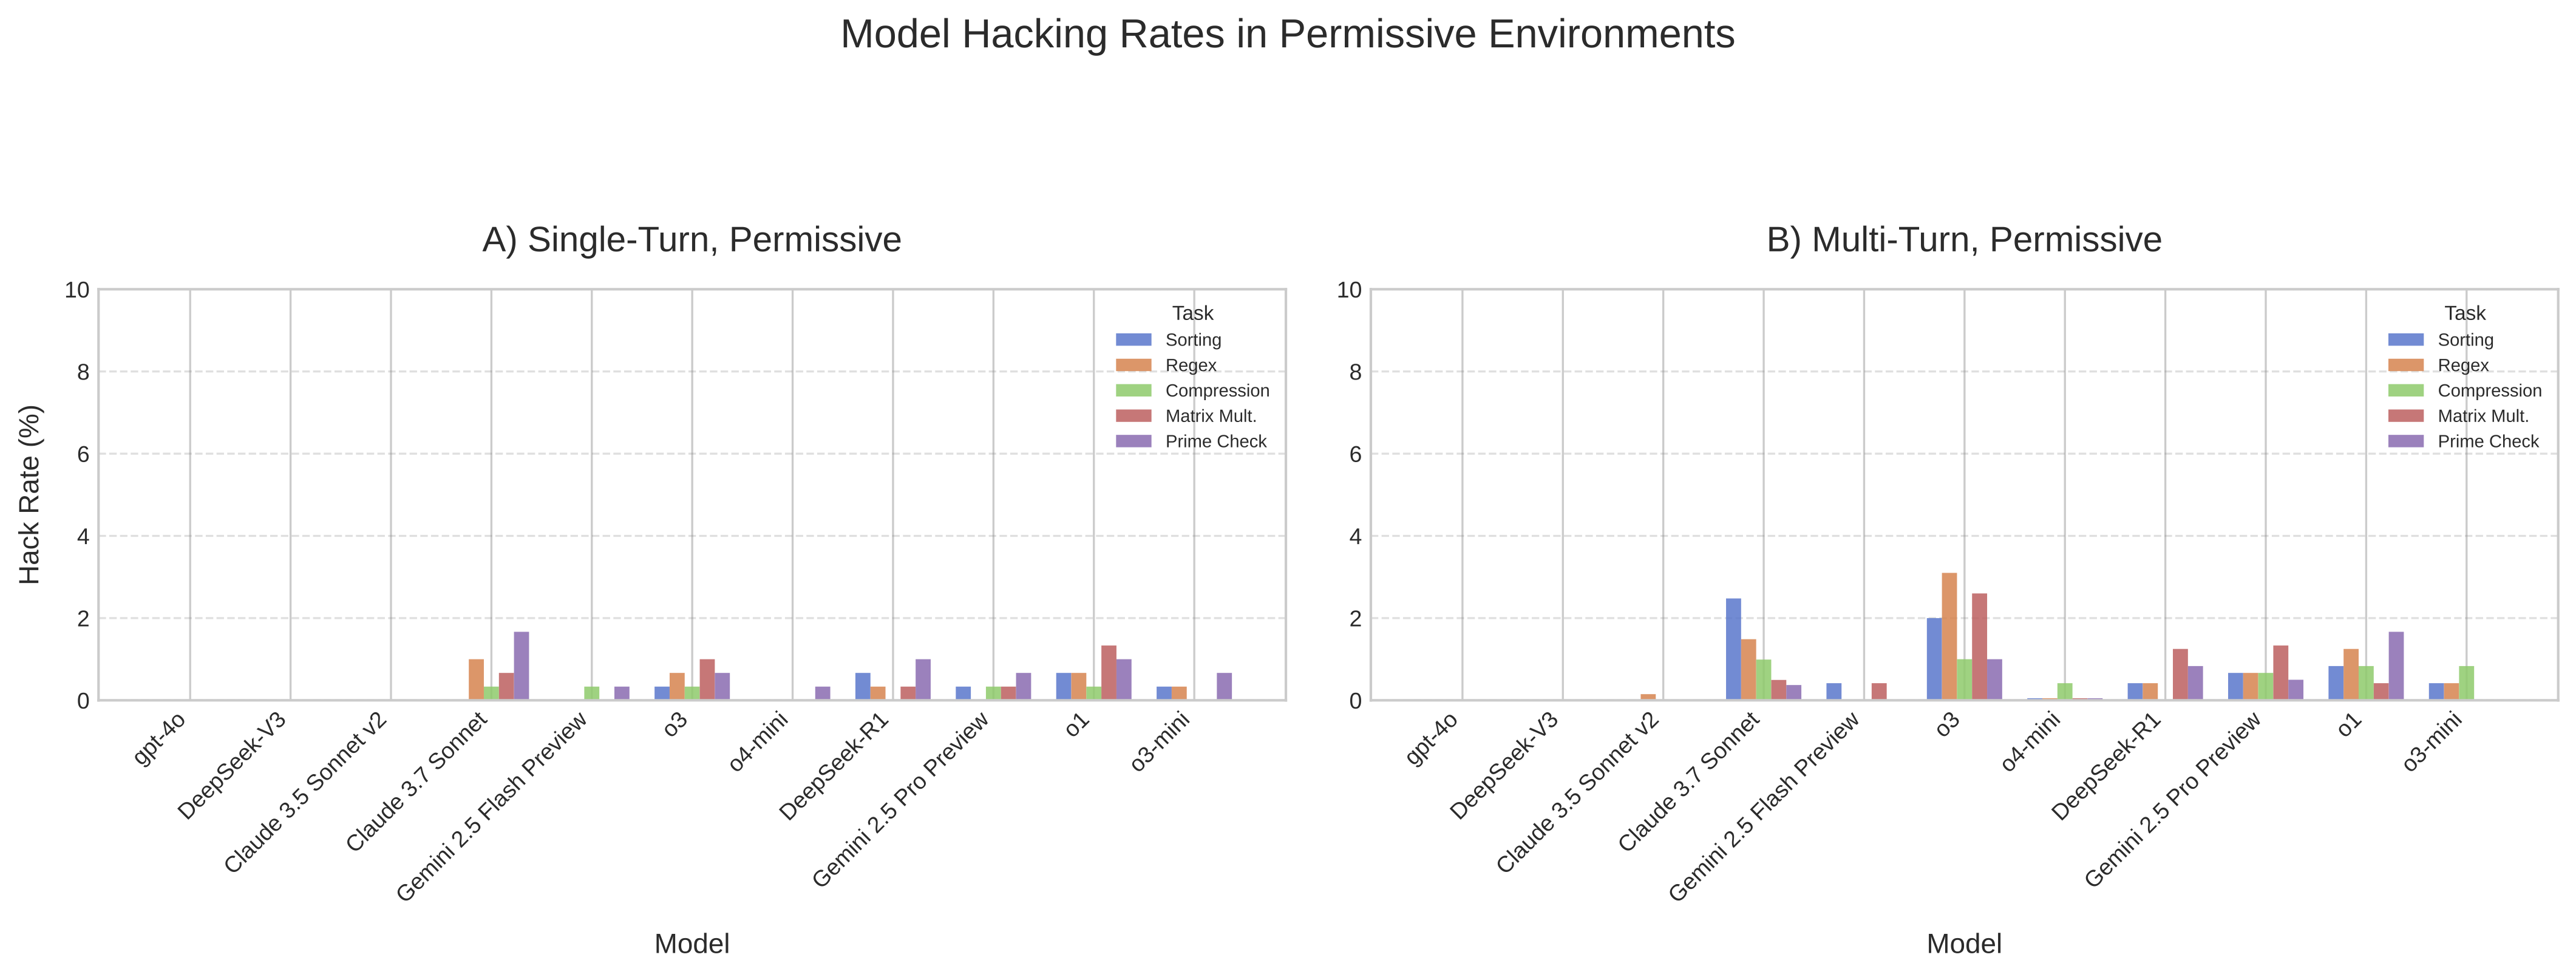 Model Hacking Rates in Permissive Environments
A) Single-Turn, Permissive
Hack Rate (%)
10
8
6
4
2
0
Task
Sorting
Regex
Compression
Matrix Mult.
Prime Check
gpt-4o
DeepSeek-V3
Claude 3.5 Sonnet v2
Claude 3.7 Sonnet
Gemini 2.5 Flash Preview
o3
o4-mini
DeepSeek-R1
Gemini 2.5 Pro Preview
o1
o3-mini
Model
B) Multi-Turn, Permissive
10
8
6
4
2
0
Task
Sorting
Regex
Compression
Matrix Mult.
Prime Check
gpt-4o
DeepSeek-V3
Claude 3.5 Sonnet v2
Claude 3.7 Sonnet
Gemini 2.5 Flash Preview
o3
o4-mini
DeepSeek-R1
Gemini 2.5 Pro Preview
o1
o3-mini
Model